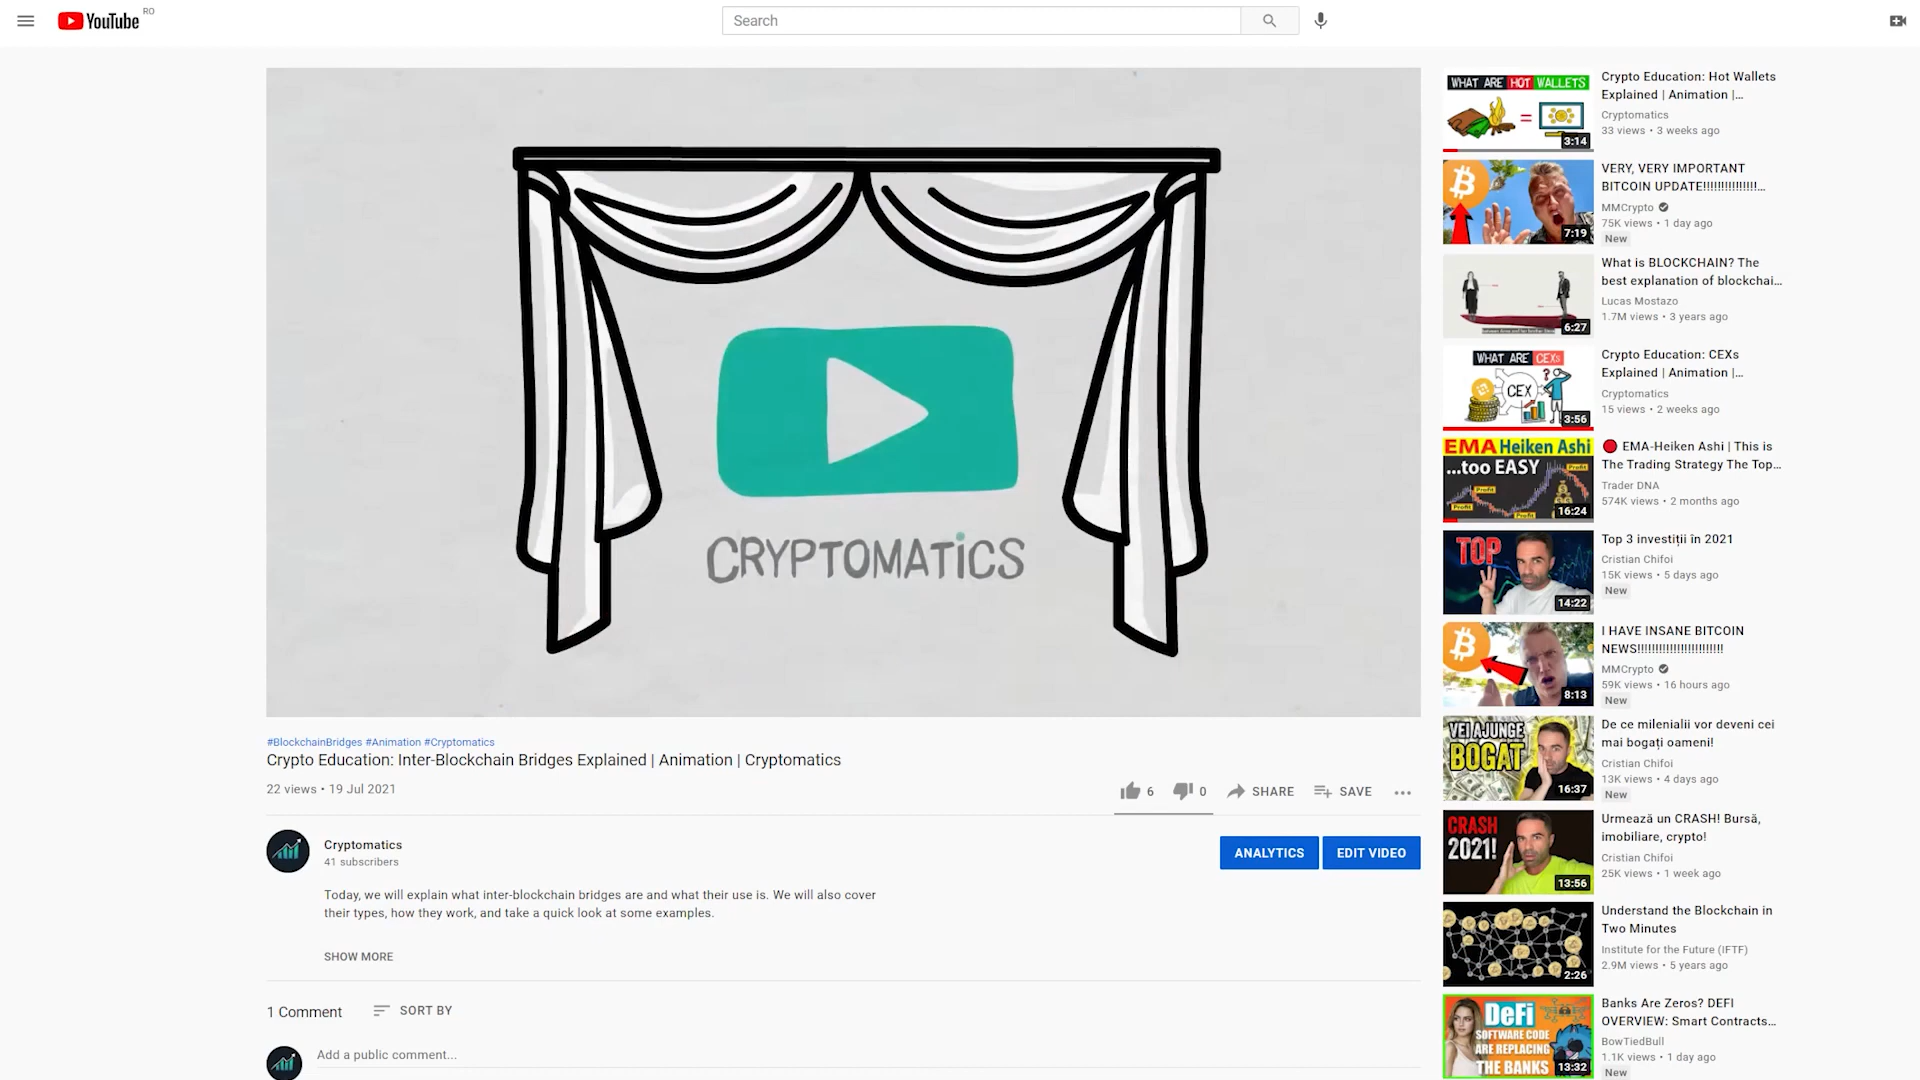 YouTube RO
Search
CRYPTOMATiCS
#BlockchainBridges #Animation #Cryptomatics
Crypto Education: Inter-Blockchain Bridges Explained | Animation | Cryptomatics
22 views • 19 Jul 2021
6
0
SHARE
SAVE
Cryptomatics
41 subscribers
ANALYTICS
EDIT VIDEO
Today, we will explain what inter-blockchain bridges are and what their use is. We will also cover
their types, how they work, and take a quick look at some examples.
SHOW MORE
1 Comment
SORT BY
Add a public comment...
WHAT ARE HOT WALLETS
=
3:14
Crypto Education: Hot Wallets
Explained | Animation |...
Cryptomatics
33 views • 3 weeks ago
7:19
VERY, VERY IMPORTANT
BITCOIN UPDATE!!!!!!!!!!!!!!!...
MMCrypto
75K views • 1 day ago
New
6:27
What is BLOCKCHAIN? The
best explanation of blockchai...
Lucas Mostazo
1.7M views • 3 years ago
WHAT ARE CEXs
CEX
?
3:56
Crypto Education: CEXs
Explained | Animation |...
Cryptomatics
15 views • 2 weeks ago
EMA Heiken Ashi
...too EASY
Profit
Profit
Profit
Profit
16:24
EMA-Heiken Ashi | This is
The Trading Strategy The Top...
Trader DNA
574K views • 2 months ago
TOP
14:22
Top 3 investiții în 2021
Cristian Chifoi
15K views • 5 days ago
New
8:13
I HAVE INSANE BITCOIN
NEWS!!!!!!!!!!!!!!!!!!!!!!!!
MMCrypto
59K views • 16 hours ago
New
VEI AJUNGE
BOGAT
16:37
De ce milenialii vor deveni cei
mai bogați oameni!
Cristian Chifoi
13K views • 4 days ago
New
CRASH
2021!
13:56
Urmează un CRASH! Bursă,
imobiliare, crypto!
Cristian Chifoi
25K views • 1 week ago
2:26
Understand the Blockchain in
Two Minutes
Institute for the Future (IFTF)
2.9M views • 5 years ago
DeFi
SOFTWARE CODE
ARE REPLACING
THE BANKS
13:32
Banks Are Zeros? DEFI
OVERVIEW: Smart Contracts...
BowTiedBull
1.1K views • 1 day ago
New